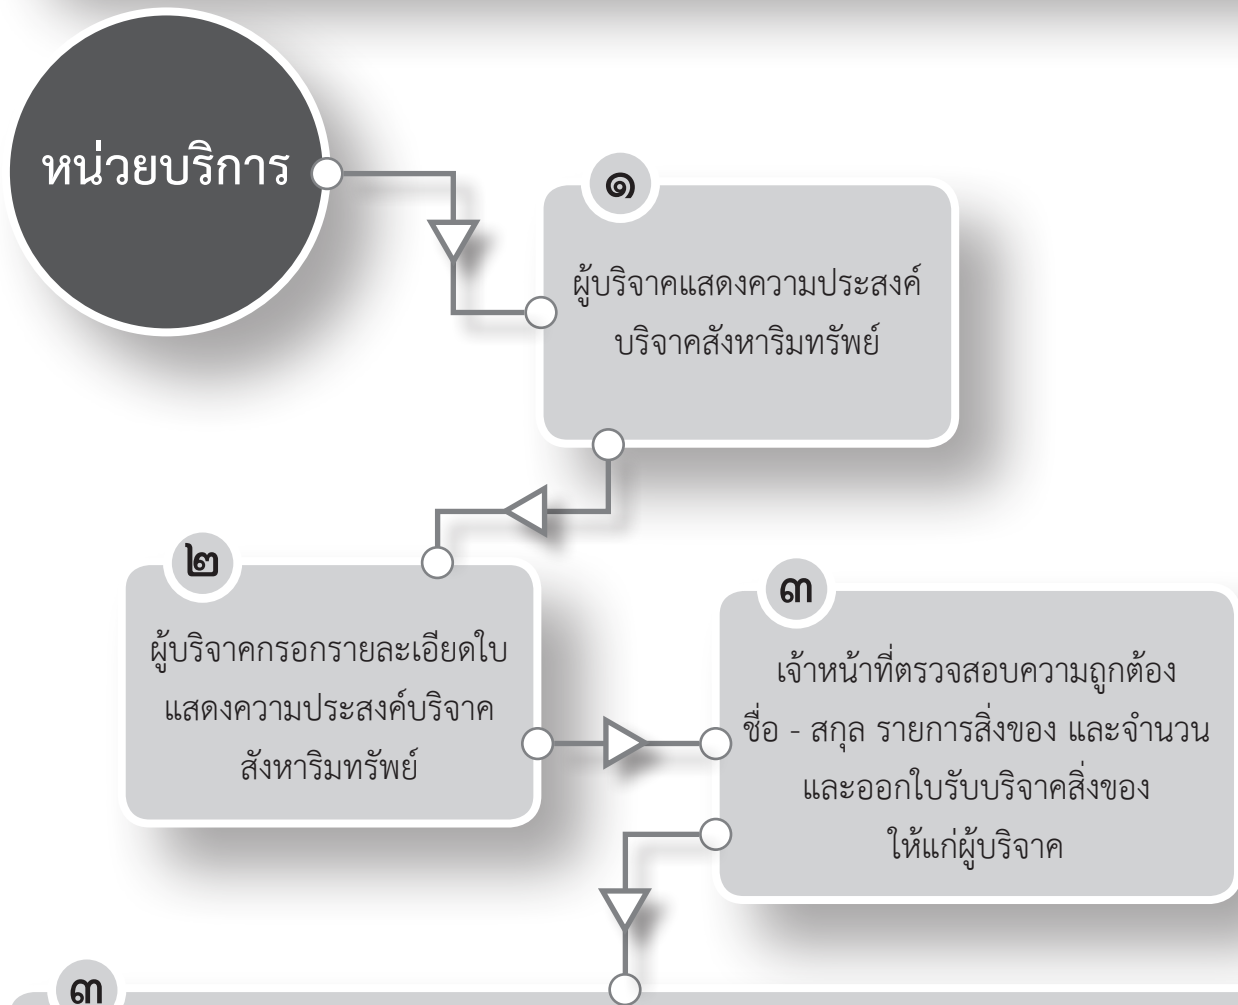 หน่วยบริการ
๑
ผู้บริจาคแสดงความประสงค์
บริจาคสังหาริมทรัพย์
๒
ผู้บริจาคกรอกรายละเอียดใบ
แสดงความประสงค์บริจาค
สังหาริมทรัพย์
๓
เจ้าหน้าที่ตรวจสอบความถูกต้อง
ชื่อ - สกุล รายการสิ่งของ และจำนวน
และออกใบรับบริจาคสิ่งของ
ให้แก่ผู้บริจาค
๓